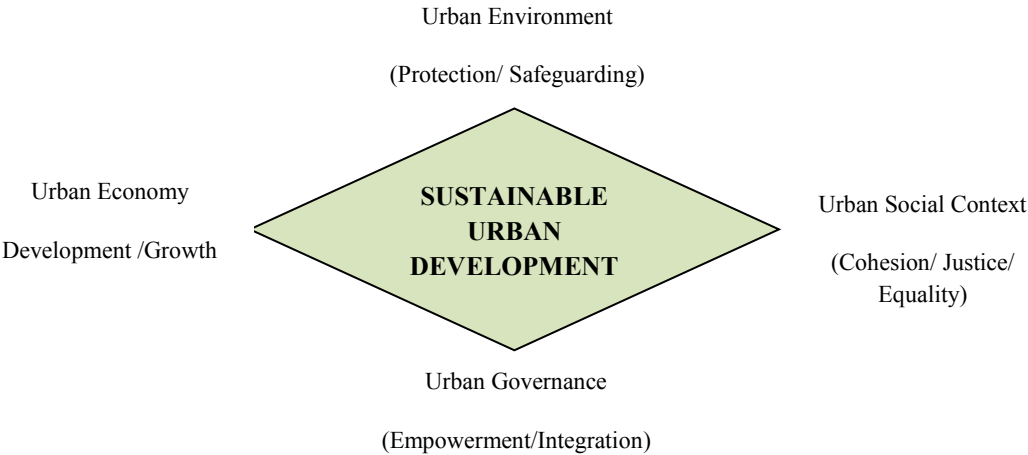 Urban Environment
(Protection/ Safeguarding)
Urban Economy
Development /Growth
SUSTAINABLE
URBAN
DEVELOPMENT
Urban Social Context
(Cohesion/ Justice/
Equality)
Urban Governance
(Empowerment/Integration)